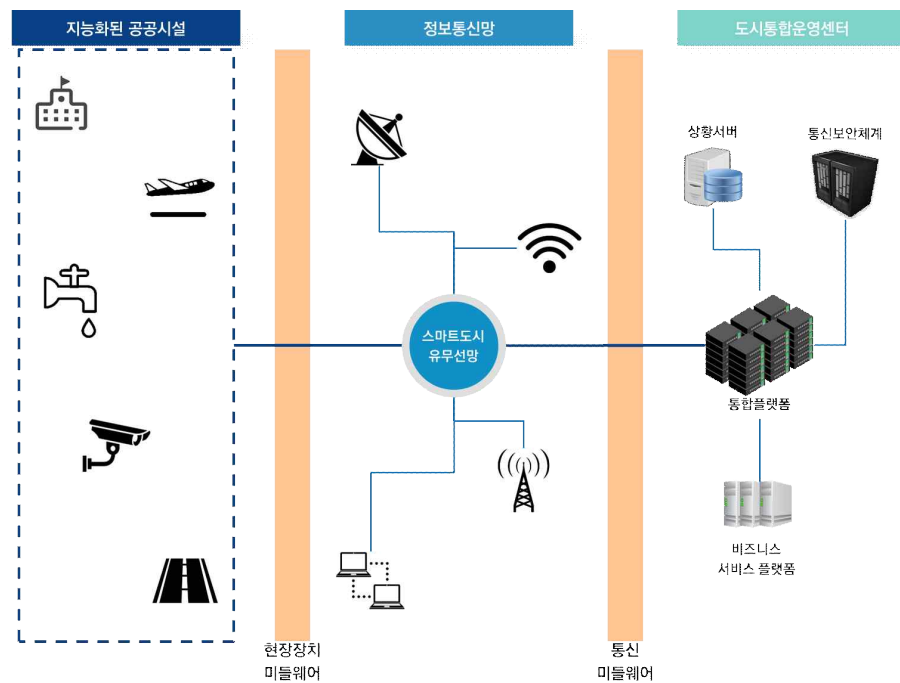 지능화된 공공시설
정보통신망
도시통합운영센터
상황서버
통신보안체계
스마트도시
유무선망
통합플랫폼
비즈니스
서비스 플랫폼
현장장치
미들웨어
통신
미들웨어